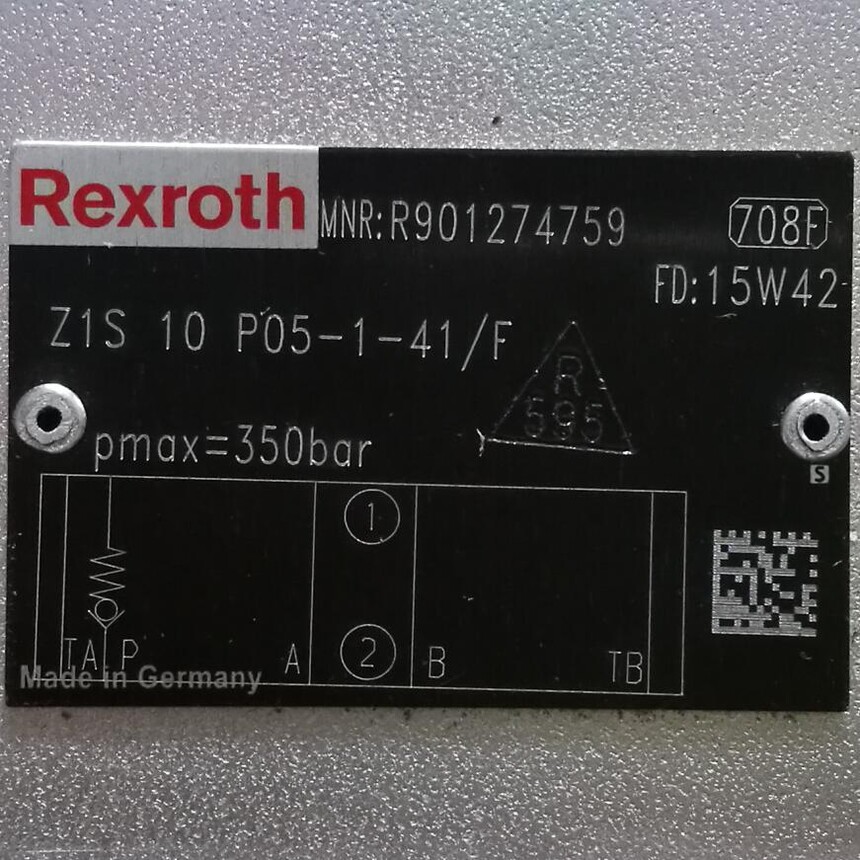 Rexroth MNR: R901274759 708F
FD: 15W42
Z1S 10 P05-1-41/F
R
595
pmax=350bar
S
1
TA P A 2 B TB
Made in Germany